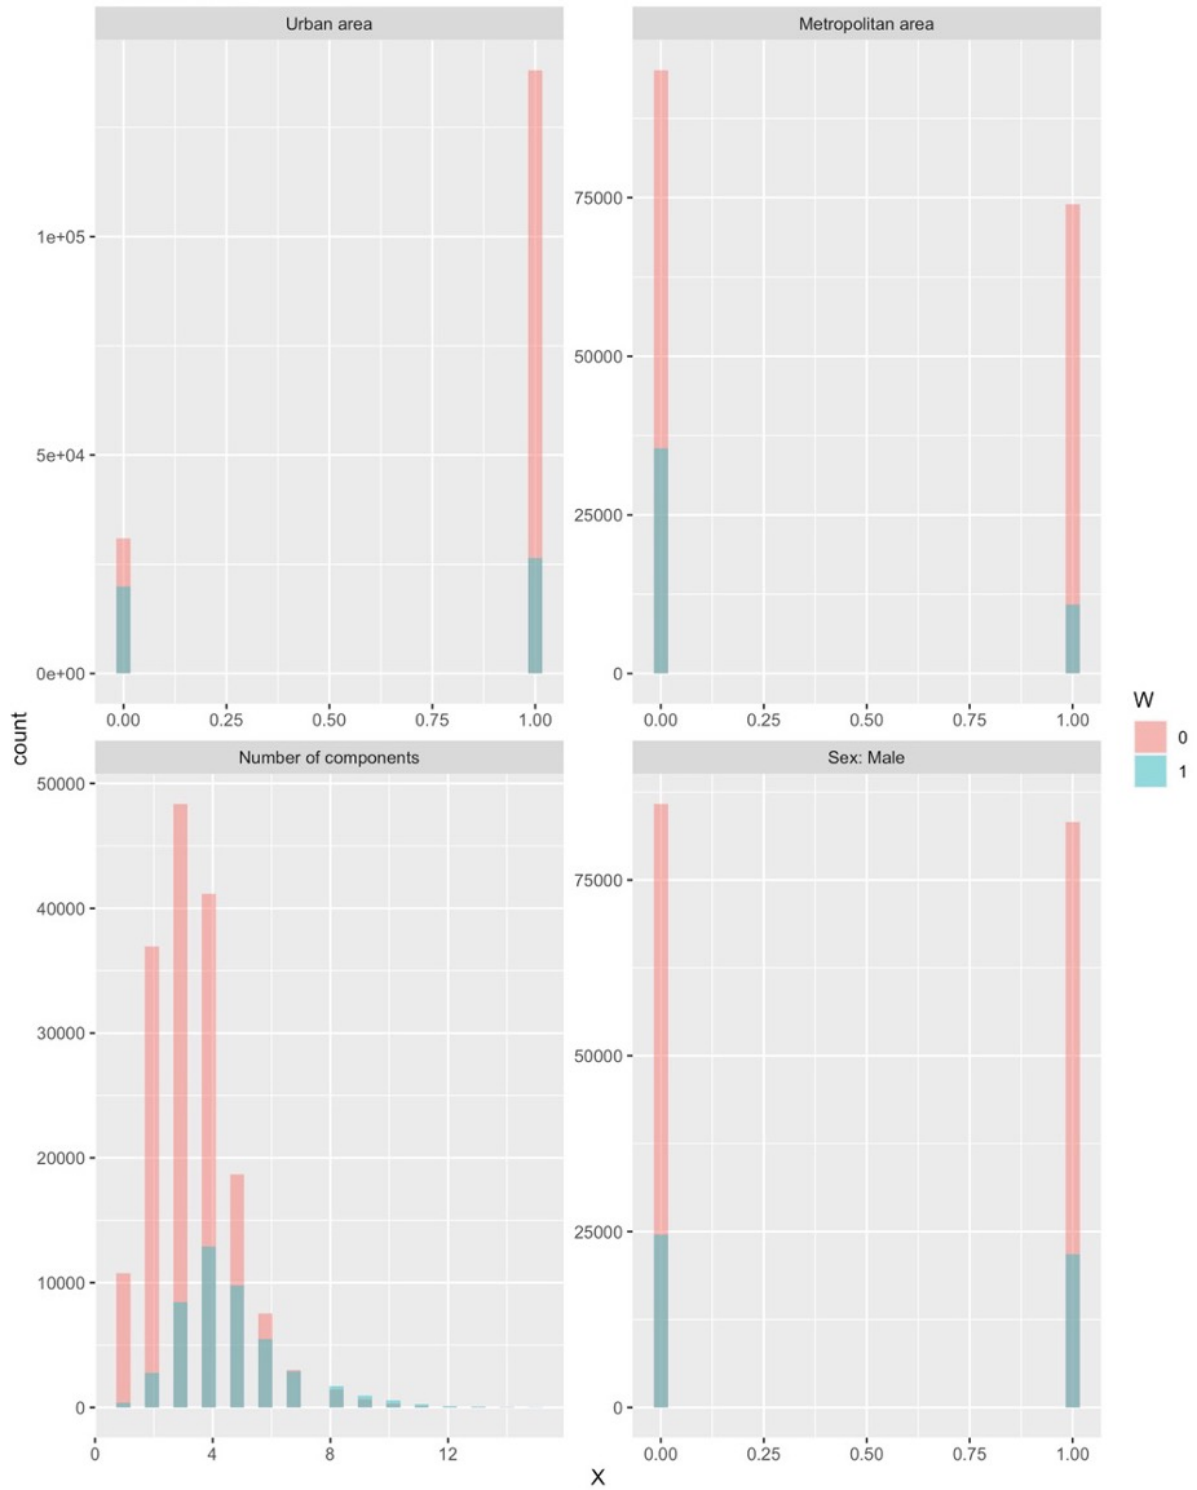 Urban area
Metropolitan area
1e+05
5e+04
0e+00
75000
50000
25000
0
0.00 0.25 0.50 0.75 1.00
0.00 0.25 0.50 0.75 1.00
count
Number of components
Sex: Male
50000
40000
30000
20000
10000
0
75000
50000
25000
0
0 4 8 12
0.00 0.25 0.50 0.75 1.00
X
W
0
1